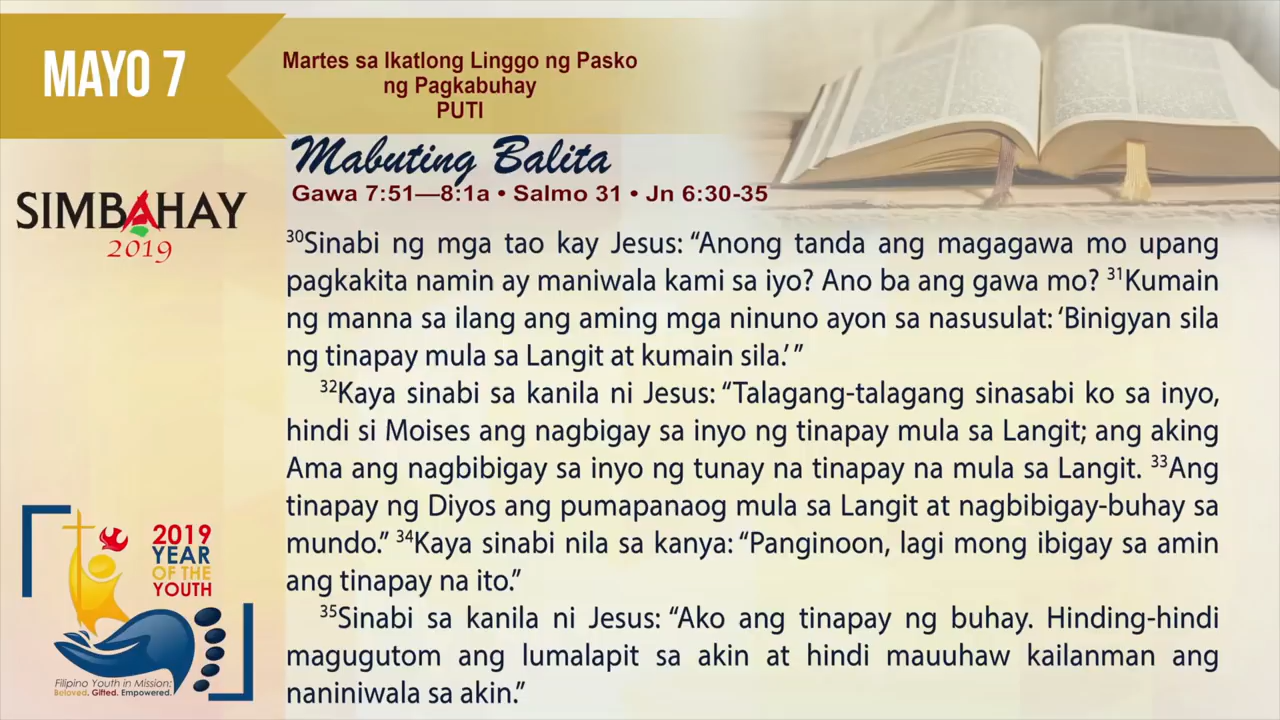 MAYO 7
Martes sa Ikatlong Linggo ng Pasko
ng Pagkabuhay
PUTI
Mabuting Balita
Gawa 7:51—8:1a • Salmo 31 • Jn 6:30-35
SIMBAHAY
2019
³⁰Sinabi ng mga tao kay Jesus: “Anong tanda ang magagawa mo upang
pagkakita namin ay maniwala kami sa iyo? Ano ba ang gawa mo? ³¹Kumain
ng manna sa ilang ang aming mga ninuno ayon sa nasusulat: ‘Binigyan sila
ng tinapay mula sa Langit at kumain sila.’ ”
³²Kaya sinabi sa kanila ni Jesus: “Talagang-talagang sinasabi ko sa inyo,
hindi si Moises ang nagbigay sa inyo ng tinapay mula sa Langit; ang aking
Ama ang nagbibigay sa inyo ng tunay na tinapay na mula sa Langit. ³³Ang
tinapay ng Diyos ang pumapanaog mula sa Langit at nagbibigay-buhay sa
mundo.” ³⁴Kaya sinabi nila sa kanya: “Panginoon, lagi mong ibigay sa amin
ang tinapay na ito.”
³⁵Sinabi sa kanila ni Jesus: “Ako ang tinapay ng buhay. Hinding-hindi
magugutom ang lumalapit sa akin at hindi mauuhaw kailanman ang
naniniwala sa akin.”
2019
YEAR
OF THE
YOUTH
Filipino Youth in Mission:
Beloved. Gifted. Empowered.